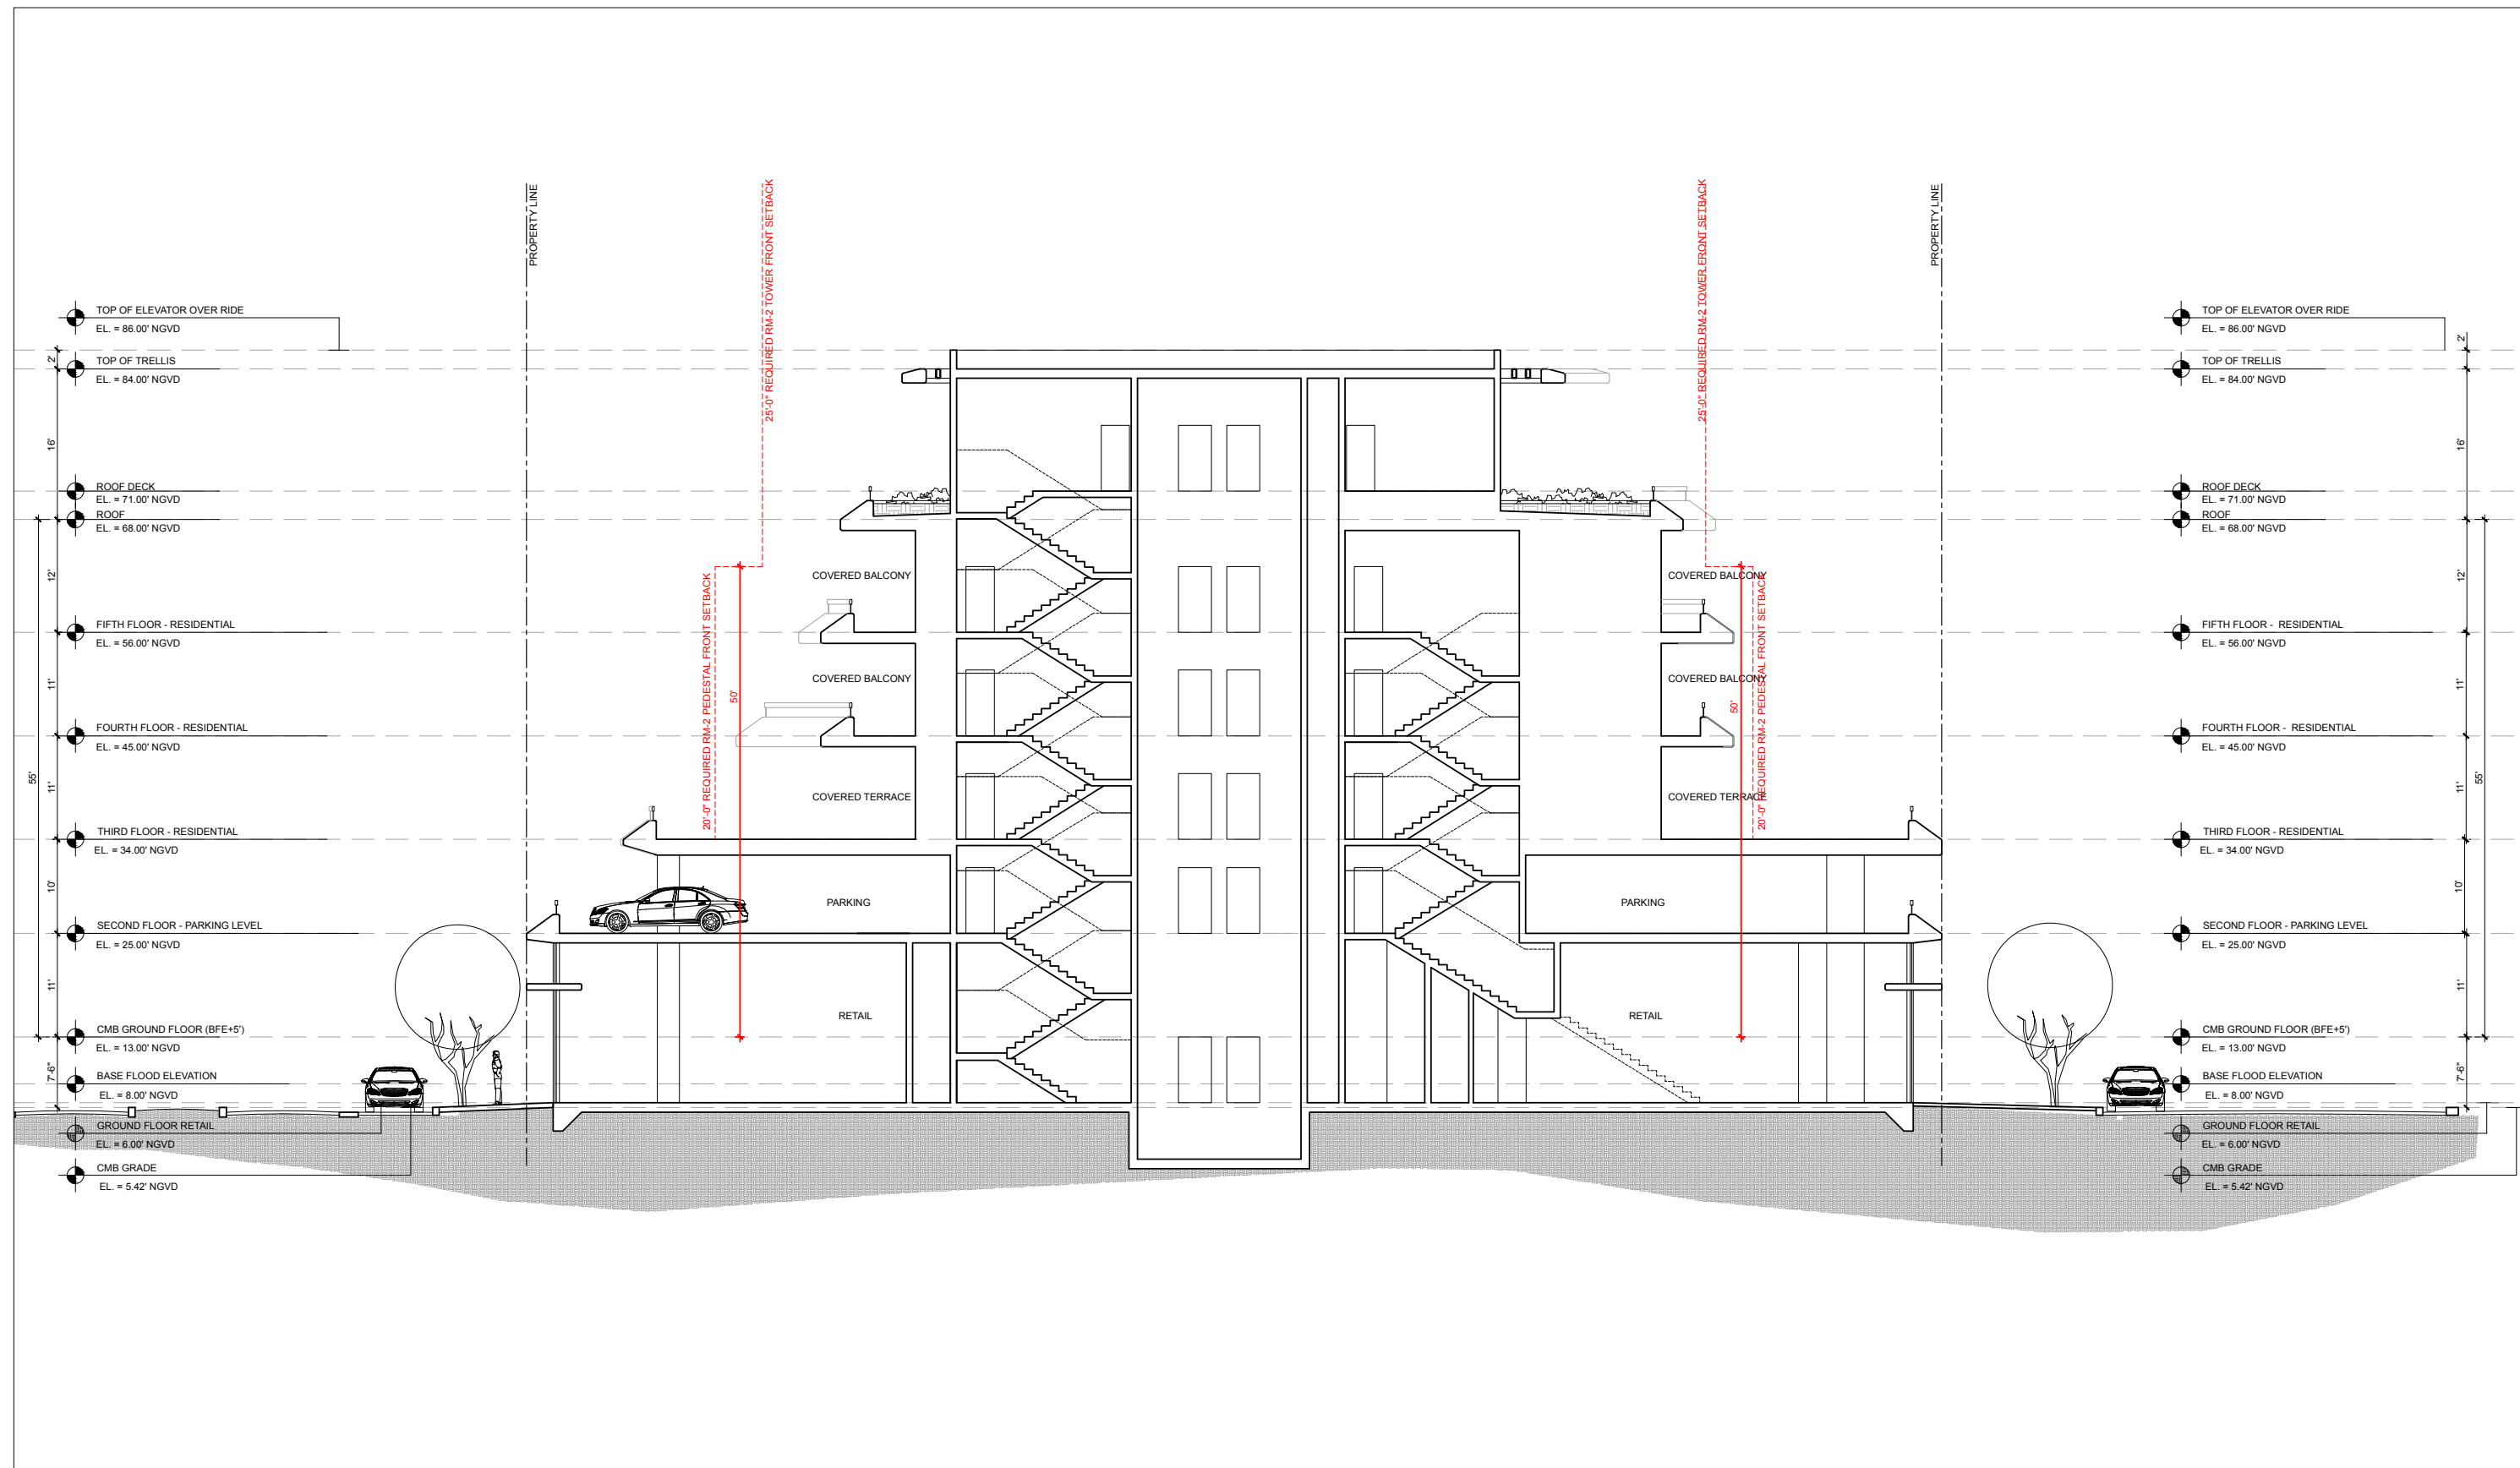 PROPERTY LINE
25'-0" REQUIRED RM-2 TOWER FRONT SETBACK
25'-0" REQUIRED RM-2 TOWER FRONT SETBACK
PROPERTY LINE
TOP OF ELEVATOR OVER RIDE
EL. = 86.00' NGVD
TOP OF TRELLIS
EL. = 84.00' NGVD
ROOF DECK
EL. = 71.00' NGVD
ROOF
EL. = 68.00' NGVD
FIFTH FLOOR - RESIDENTIAL
EL. = 56.00' NGVD
FOURTH FLOOR - RESIDENTIAL
EL. = 45.00' NGVD
THIRD FLOOR - RESIDENTIAL
EL. = 34.00' NGVD
SECOND FLOOR - PARKING LEVEL
EL. = 25.00' NGVD
CMB GROUND FLOOR (BFE+5')
EL. = 13.00' NGVD
BASE FLOOD ELEVATION
EL. = 8.00' NGVD
GROUND FLOOR RETAIL
EL. = 6.00' NGVD
CMB GRADE
EL. = 5.42' NGVD
2'
16'
12'
11'
11'
10'
11'
7'-6"
55'
20'-0" REQUIRED RM-2 PEDESTAL FRONT SETBACK
50'
COVERED BALCONY
COVERED BALCONY
COVERED TERRACE
PARKING
RETAIL
COVERED BALCONY
COVERED BALCONY
COVERED TERRACE
PARKING
RETAIL
50'
20'-0" REQUIRED RM-2 PEDESTAL FRONT SETBACK
TOP OF ELEVATOR OVER RIDE
EL. = 86.00' NGVD
TOP OF TRELLIS
EL. = 84.00' NGVD
ROOF DECK
EL. = 71.00' NGVD
ROOF
EL. = 68.00' NGVD
FIFTH FLOOR - RESIDENTIAL
EL. = 56.00' NGVD
FOURTH FLOOR - RESIDENTIAL
EL. = 45.00' NGVD
THIRD FLOOR - RESIDENTIAL
EL. = 34.00' NGVD
SECOND FLOOR - PARKING LEVEL
EL. = 25.00' NGVD
CMB GROUND FLOOR (BFE+5')
EL. = 13.00' NGVD
BASE FLOOD ELEVATION
EL. = 8.00' NGVD
GROUND FLOOR RETAIL
EL. = 6.00' NGVD
CMB GRADE
EL. = 5.42' NGVD
2'
16'
12'
11'
11'
10'
11'
7'-6"
55'